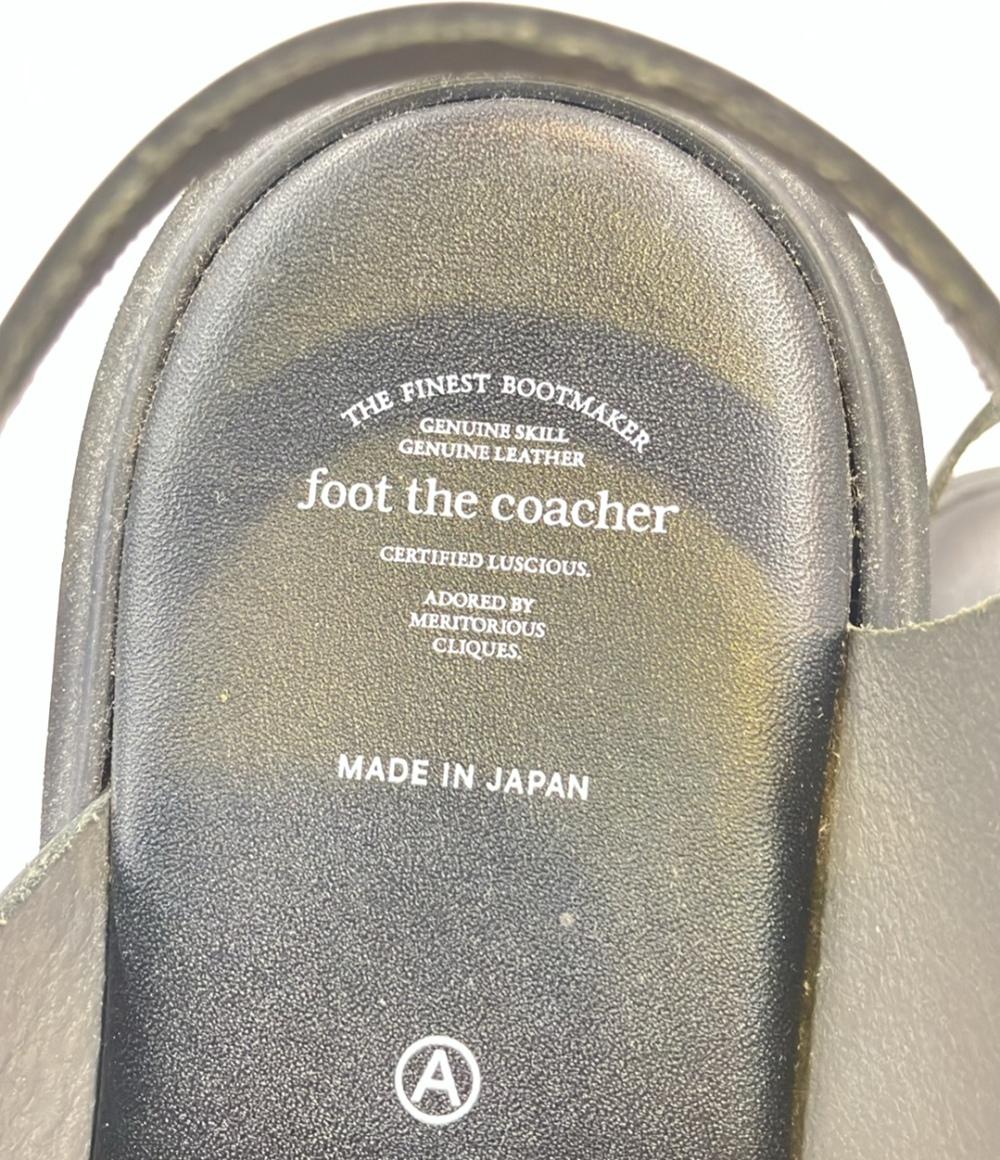 THE FINEST BOOTMAKER
GENUINE SKILL
GENUINE LEATHER
foot the coacher
CERTIFIED LUSCIOUS.
ADORED BY
MERITORIOUS
CLIQUES.
MADE IN JAPAN
A